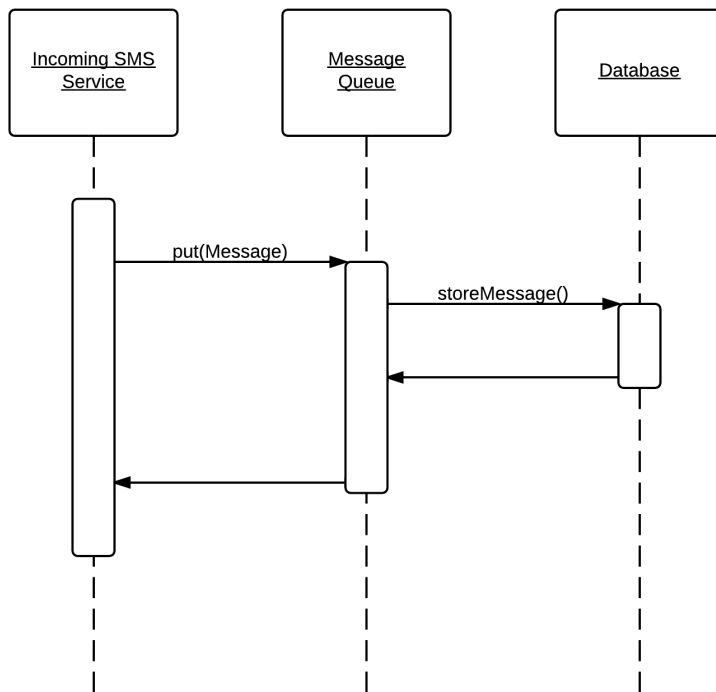 Incoming SMS
Service
Message
Queue
Database
put(Message)
storeMessage()